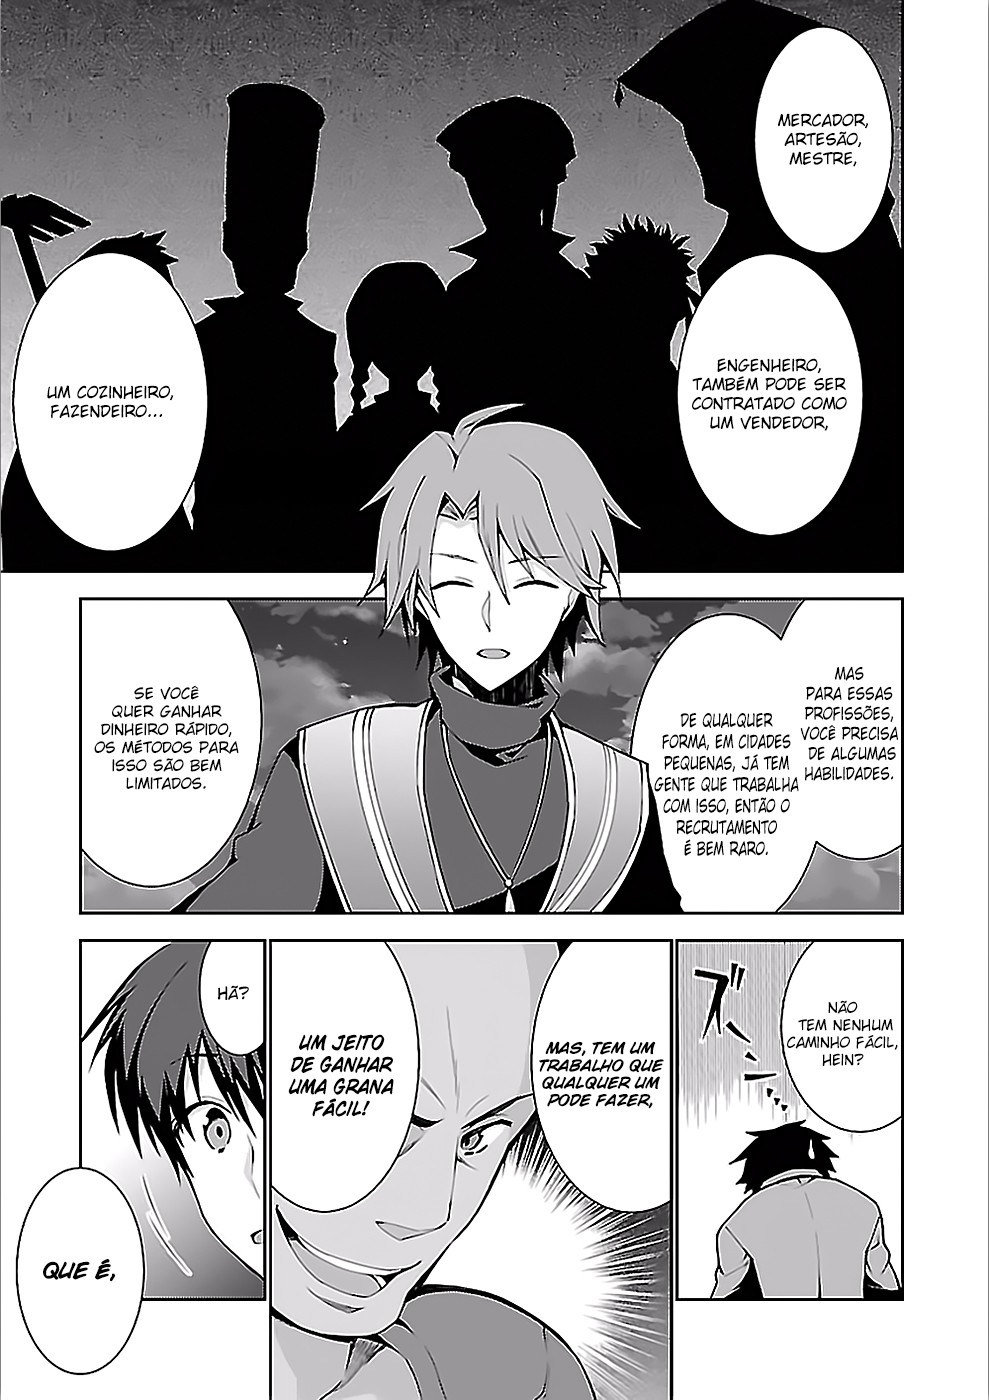 MERCADOR,
ARTESÃO,
MESTRE,
ENGENHEIRO,
TAMBÉM PODE SER
CONTRATADO COMO
UM VENDEDOR,
UM COZINHEIRO,
FAZENDEIRO...
MAS
PARA ESSAS
PROFISSÕES,
VOCÊ PRECISA
DE ALGUMAS
HABILIDADES.
DE QUALQUER
FORMA, EM CIDADES
PEQUENAS, JÁ TEM
GENTE QUE TRABALHA
COM ISSO, ENTÃO O
RECRUTAMENTO
É BEM RARO.
SE VOCÊ
QUER GANHAR
DINHEIRO RÁPIDO,
OS MÉTODOS PARA
ISSO SÃO BEM
LIMITADOS.
NÃO
TEM NENHUM
CAMINHO FÁCIL,
HEIN?
ズーン...
MAS, TEM UM
TRABALHO QUE
QUALQUER UM
PODE FAZER,
UM JEITO
DE GANHAR
UMA GRANA
FÁCIL!
HÃ?
QUE É,